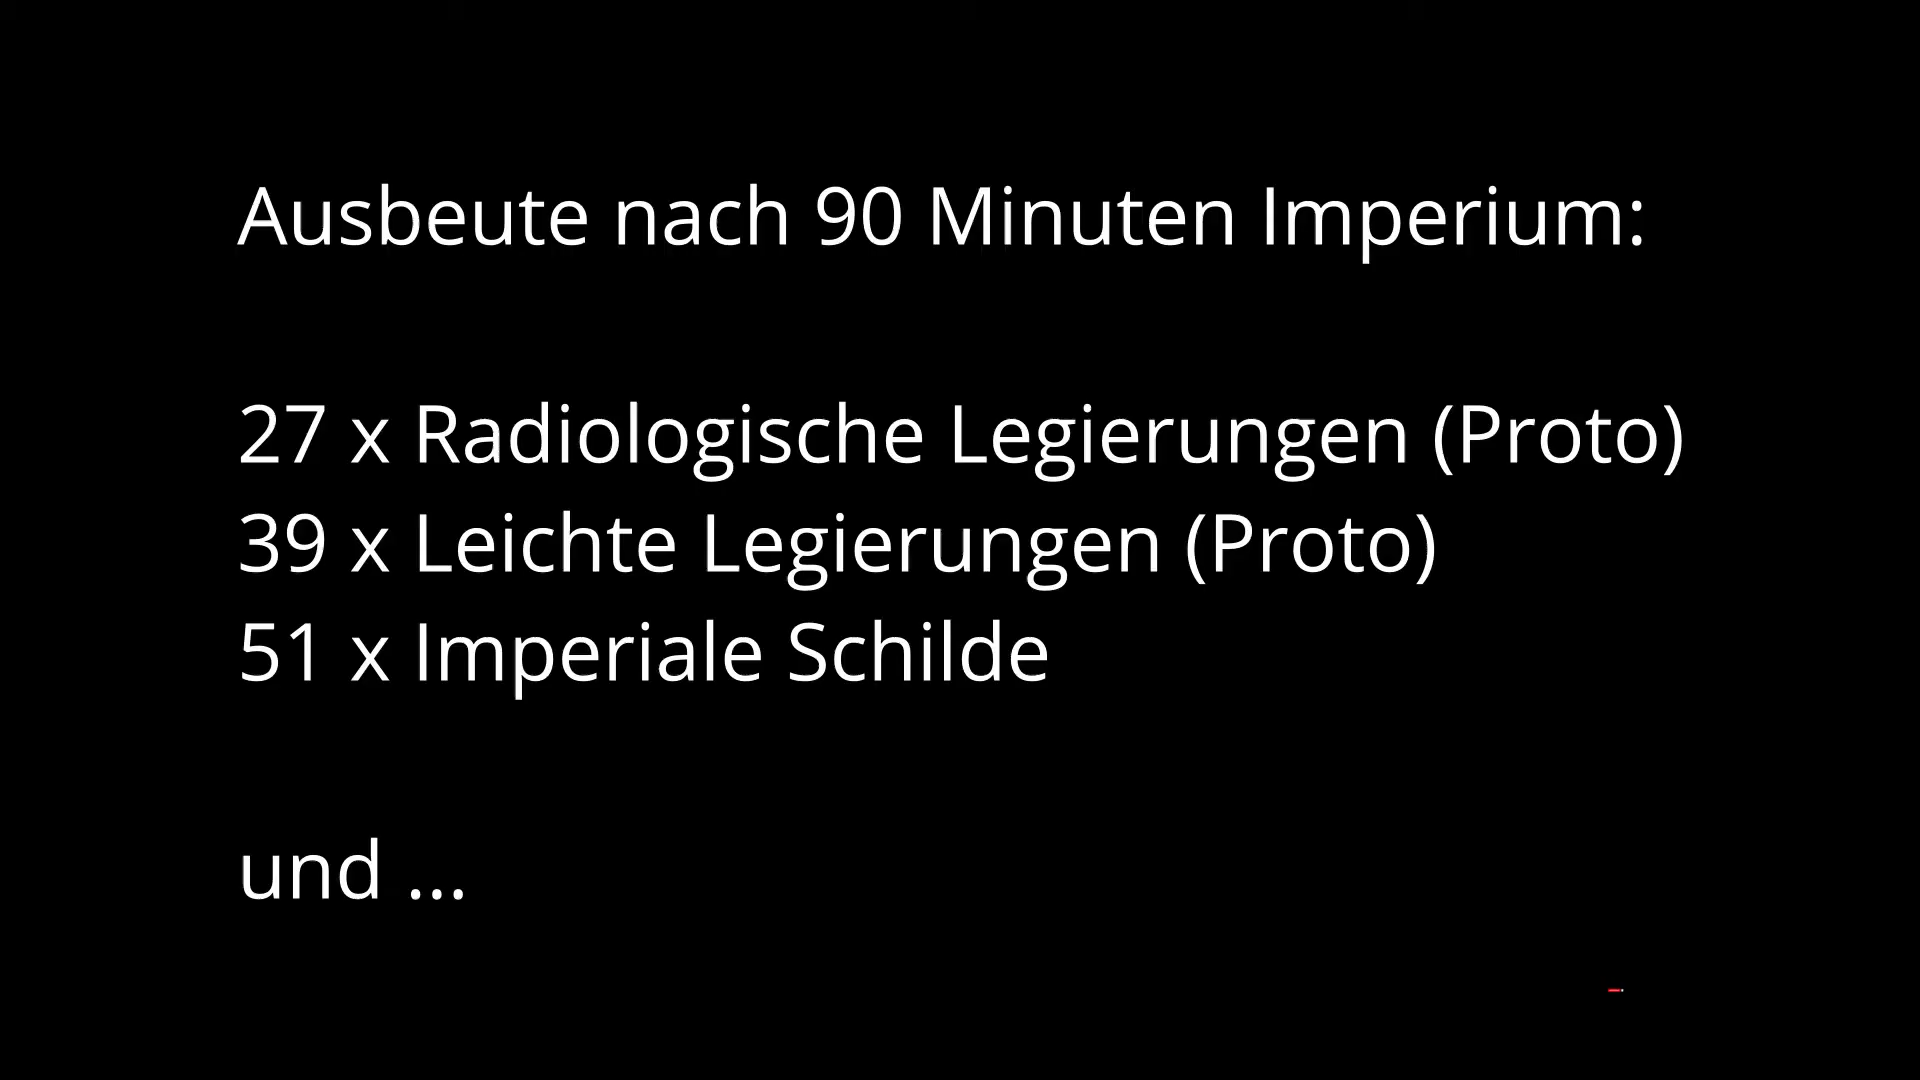 Ausbeute nach 90 Minuten Imperium:
27 x Radiologische Legierungen (Proto)
39 x Leichte Legierungen (Proto)
51 x Imperiale Schilde
und ...